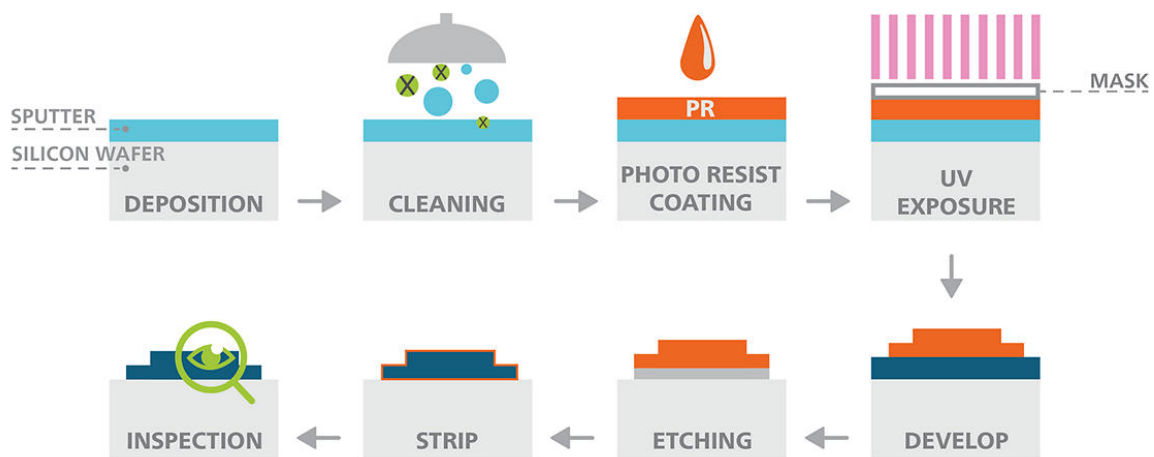 SPUTTER
SILICON WAFER
DEPOSITION
CLEANING
PR
PHOTO RESIST
COATING
MASK
UV
EXPOSURE
INSPECTION
STRIP
ETCHING
DEVELOP